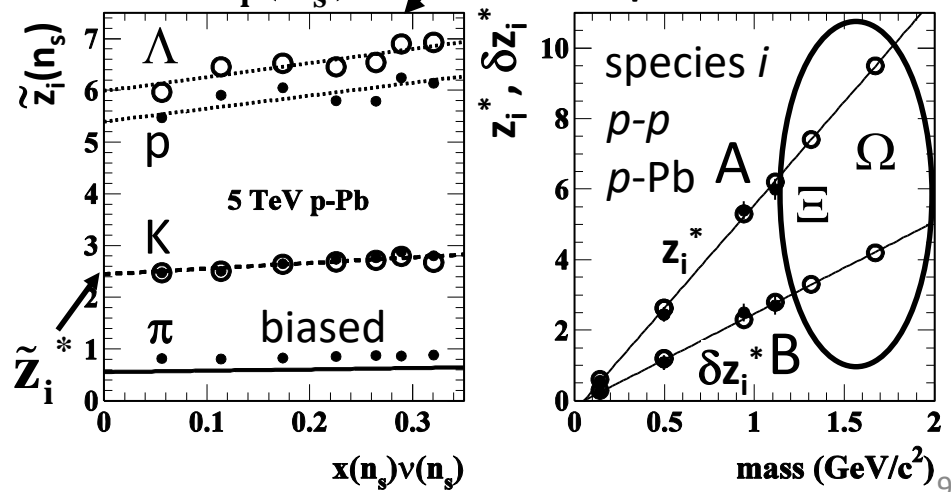 7
6
5
4
3
2
1
0
z̃ᵢ(nₛ)
Λ
p
5 TeV p-Pb
K
π
biased
z̃ᵢ*
0
0.1
0.2
0.3
x(nₛ)ν(nₛ)
10
8
6
4
2
0
zᵢ*, δzᵢ*
species i
p-p
p-Pb
A
Ω
Ξ
zᵢ*
δzᵢ*
B
0
0.5
1
1.5
2
mass (GeV/c²)
9